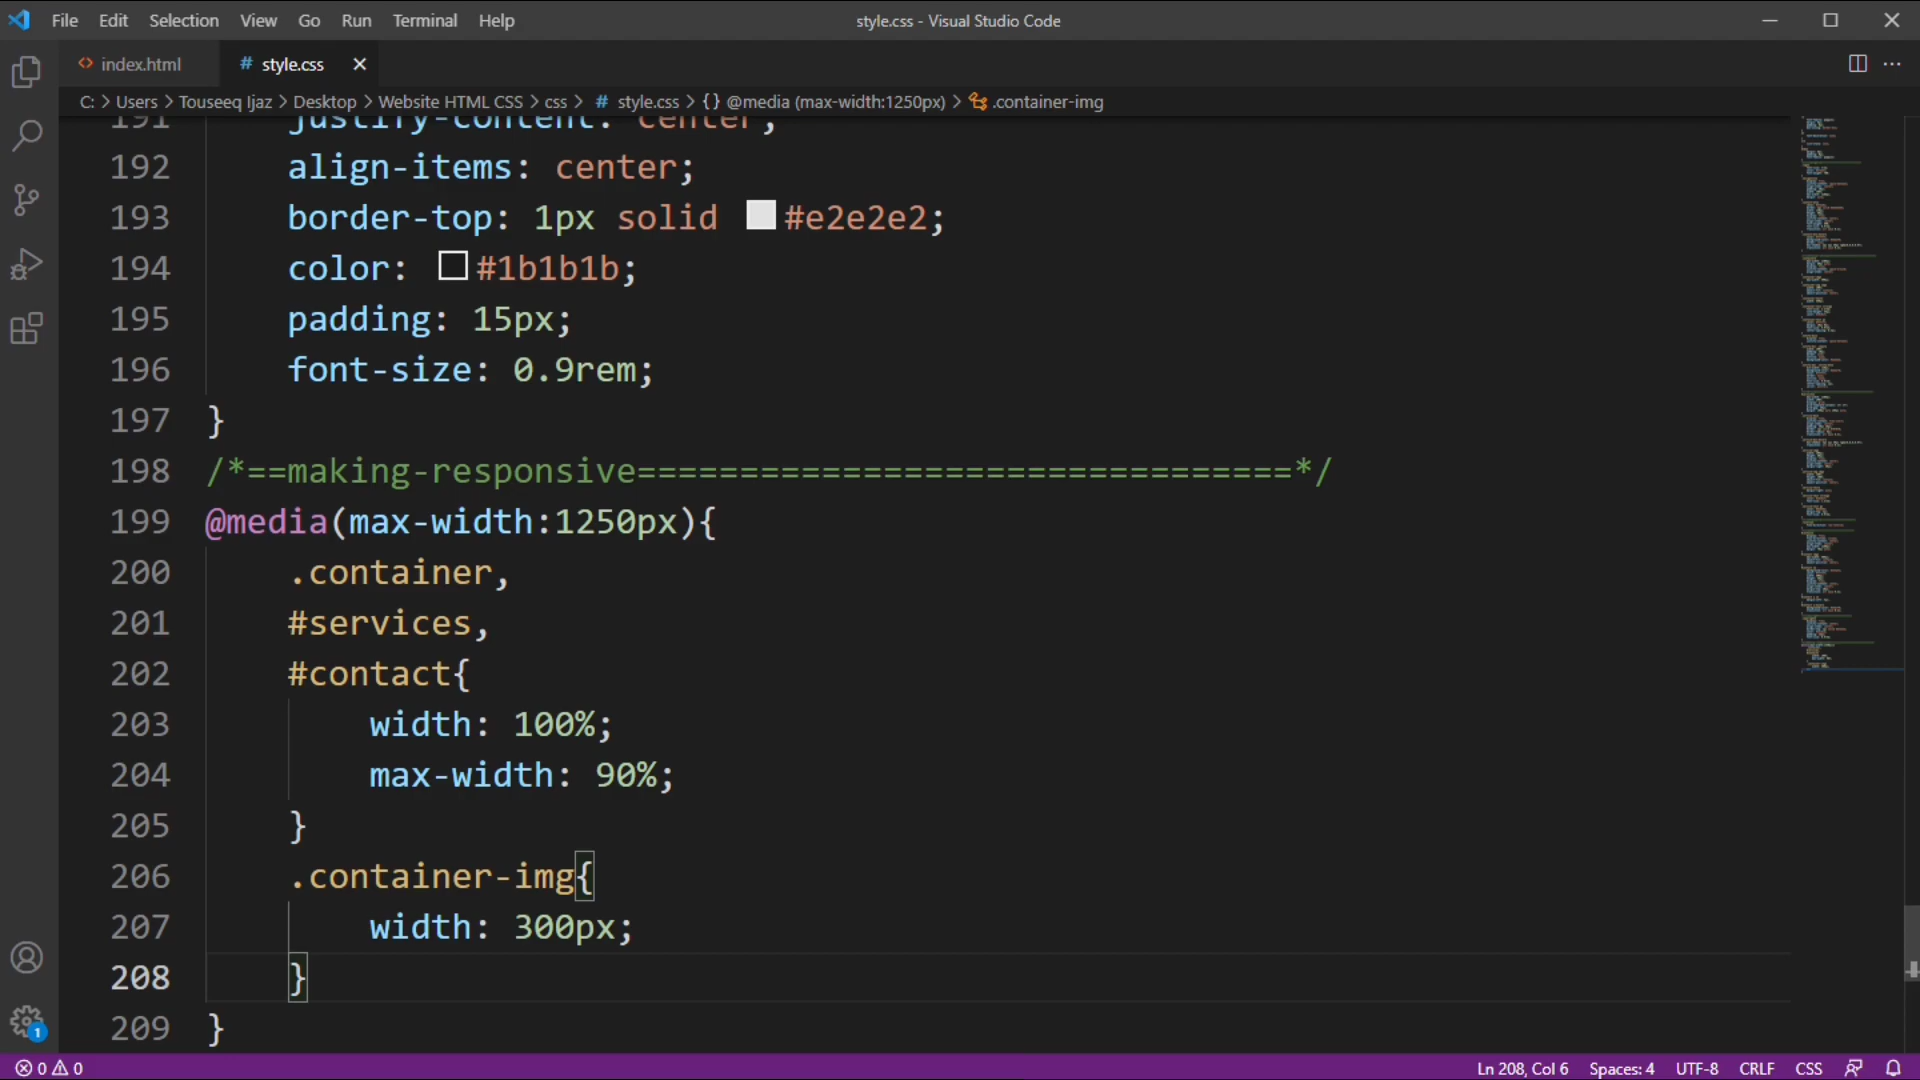 File Edit Selection View Go Run Terminal Help
style.css - Visual Studio Code
index.html
# style.css
C: > Users > Touseeq Ijaz > Desktop > Website HTML CSS > css > # style.css > {} @media (max-width:1250px) > .container-img
191 justify-content: center;
192 align-items: center;
193 border-top: 1px solid #e2e2e2;
194 color: #1b1b1b;
195 padding: 15px;
196 font-size: 0.9rem;
197 }
198 /*==making-responsive================================*/
199 @media(max-width:1250px){
200 .container,
201 #services,
202 #contact{
203 width: 100%;
204 max-width: 90%;
205 }
206 .container-img{
207 width: 300px;
208 }
209 }
1
0 0
Ln 208, Col 6 Spaces: 4 UTF-8 CRLF CSS